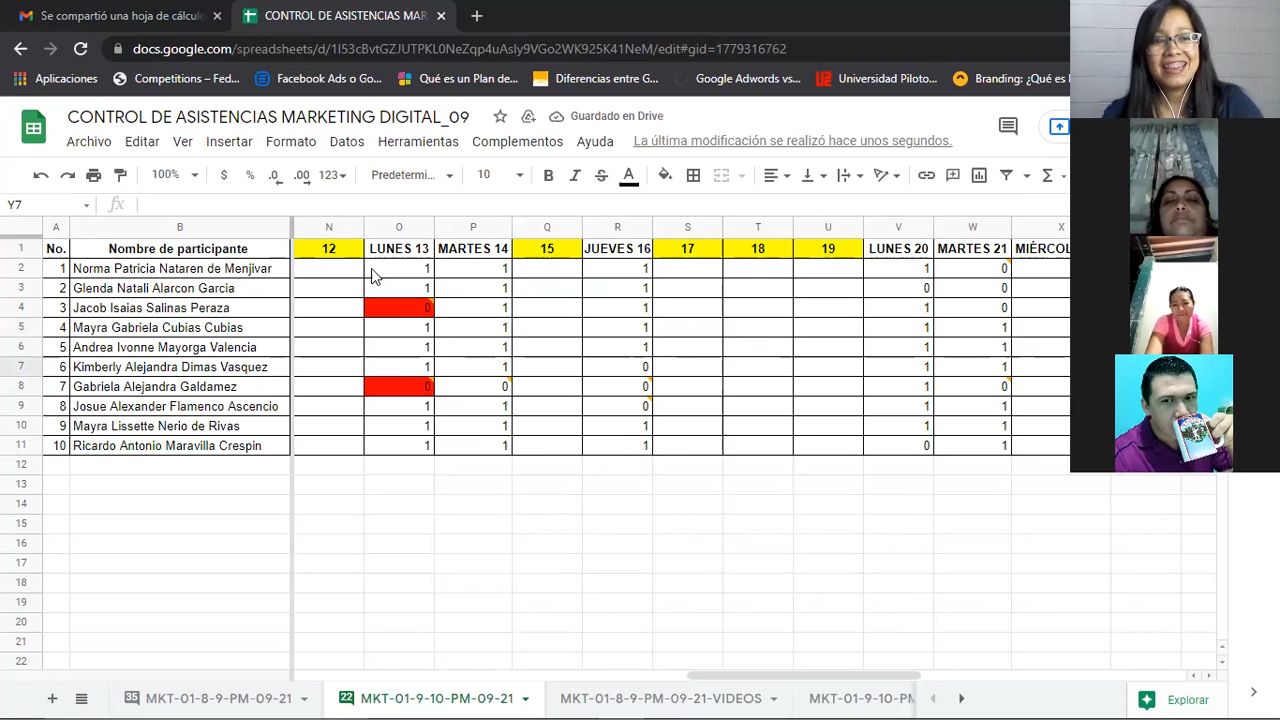 Se compartió una hoja de cálcul
CONTROL DE ASISTENCIAS MAR
docs.google.com/spreadsheets/d/
edit#gid=1779316762
Aplicaciones Competitions – Fed... Facebook Ads o Go... Qué es un diseño g... Diferencias entre G... Google Adwords vs... Universidad Politéc... Branding: ¿Qué es l
CONTROL DE ASISTENCIAS MARKETING DIGITAL_09 Guardado en Drive
Archivo Editar Ver Insertar Formato Datos Herramientas Complementos Ayuda La última modificación se realizó hace unos segundos.
100% $ % .0 .00 123 Predetermi... 10 B I S A
Y7 fx
A B N O P Q R S T U V W X
1 No. Nombre de participante 12 LUNES 13 MARTES 14 15 JUEVES 16 17 18 19 LUNES 20 MARTES 21 MIÉRCOL
2 1 Norma Patricia Nataren de Menjivar 1 1 1 1 0
3 2 Glenda Natali Alarcon Garcia 1 1 1 0 0
4 3 Jacob Isaias Salinas Peraza 0 1 1 1 0
5 4 Mayra Gabriela Cubias Cubias 1 1 1 1 1
6 5 Andrea Ivonne Mayorga Valencia 1 1 1 1 1
7 6 Kimberly Alejandra Dimas Vasquez 1 1 0 1 1
8 7 Gabriela Alejandra Galdamez 0 0 0 1 0
9 8 Josue Alexander Flamenco Ascencio 1 1 0 1 1
10 9 Mayra Lissette Nerio de Rivas 1 1 1 1 1
11 10 Ricardo Antonio Maravilla Crespin 1 1 1 0 1
12
13
14
15
16
17
18
19
20
21
22
35 MKT-01-8-9-PM-09-21 22 MKT-01-9-10-PM-09-21 MKT-01-8-9-PM-09-21-VIDEOS MKT-01-9-10-PM Explorar